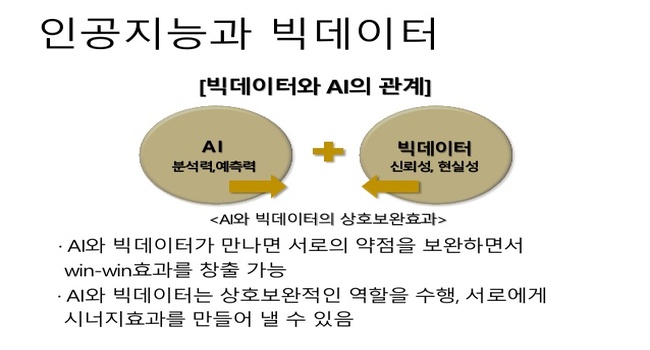 인공지능과 빅데이터
[빅데이터와 AI의 관계]
AI
분석력,예측력
빅데이터
신뢰성, 현실성
<AI와 빅데이터의 상호보완효과>
· AI와 빅데이터가 만나면 서로의 약점을 보완하면서
win-win효과를 창출 가능
· AI와 빅데이터는 상호보완적인 역할을 수행, 서로에게
시너지효과를 만들어 낼 수 있음